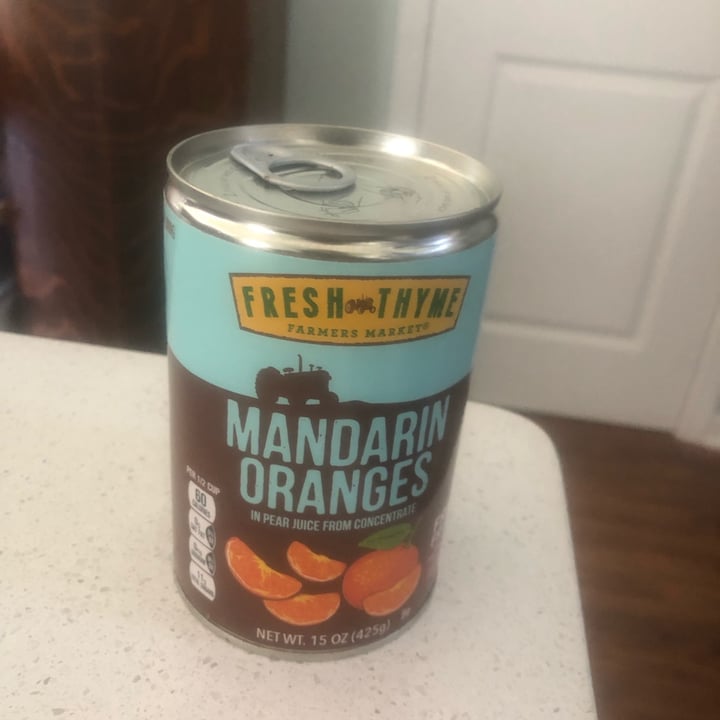 FRESH THYME
FARMERS MARKET®
MANDARIN
ORANGES
IN PEAR JUICE FROM CONCENTRATE
PER 1/2 CUP
80
CALORIES
NET WT. 15 OZ (425g)